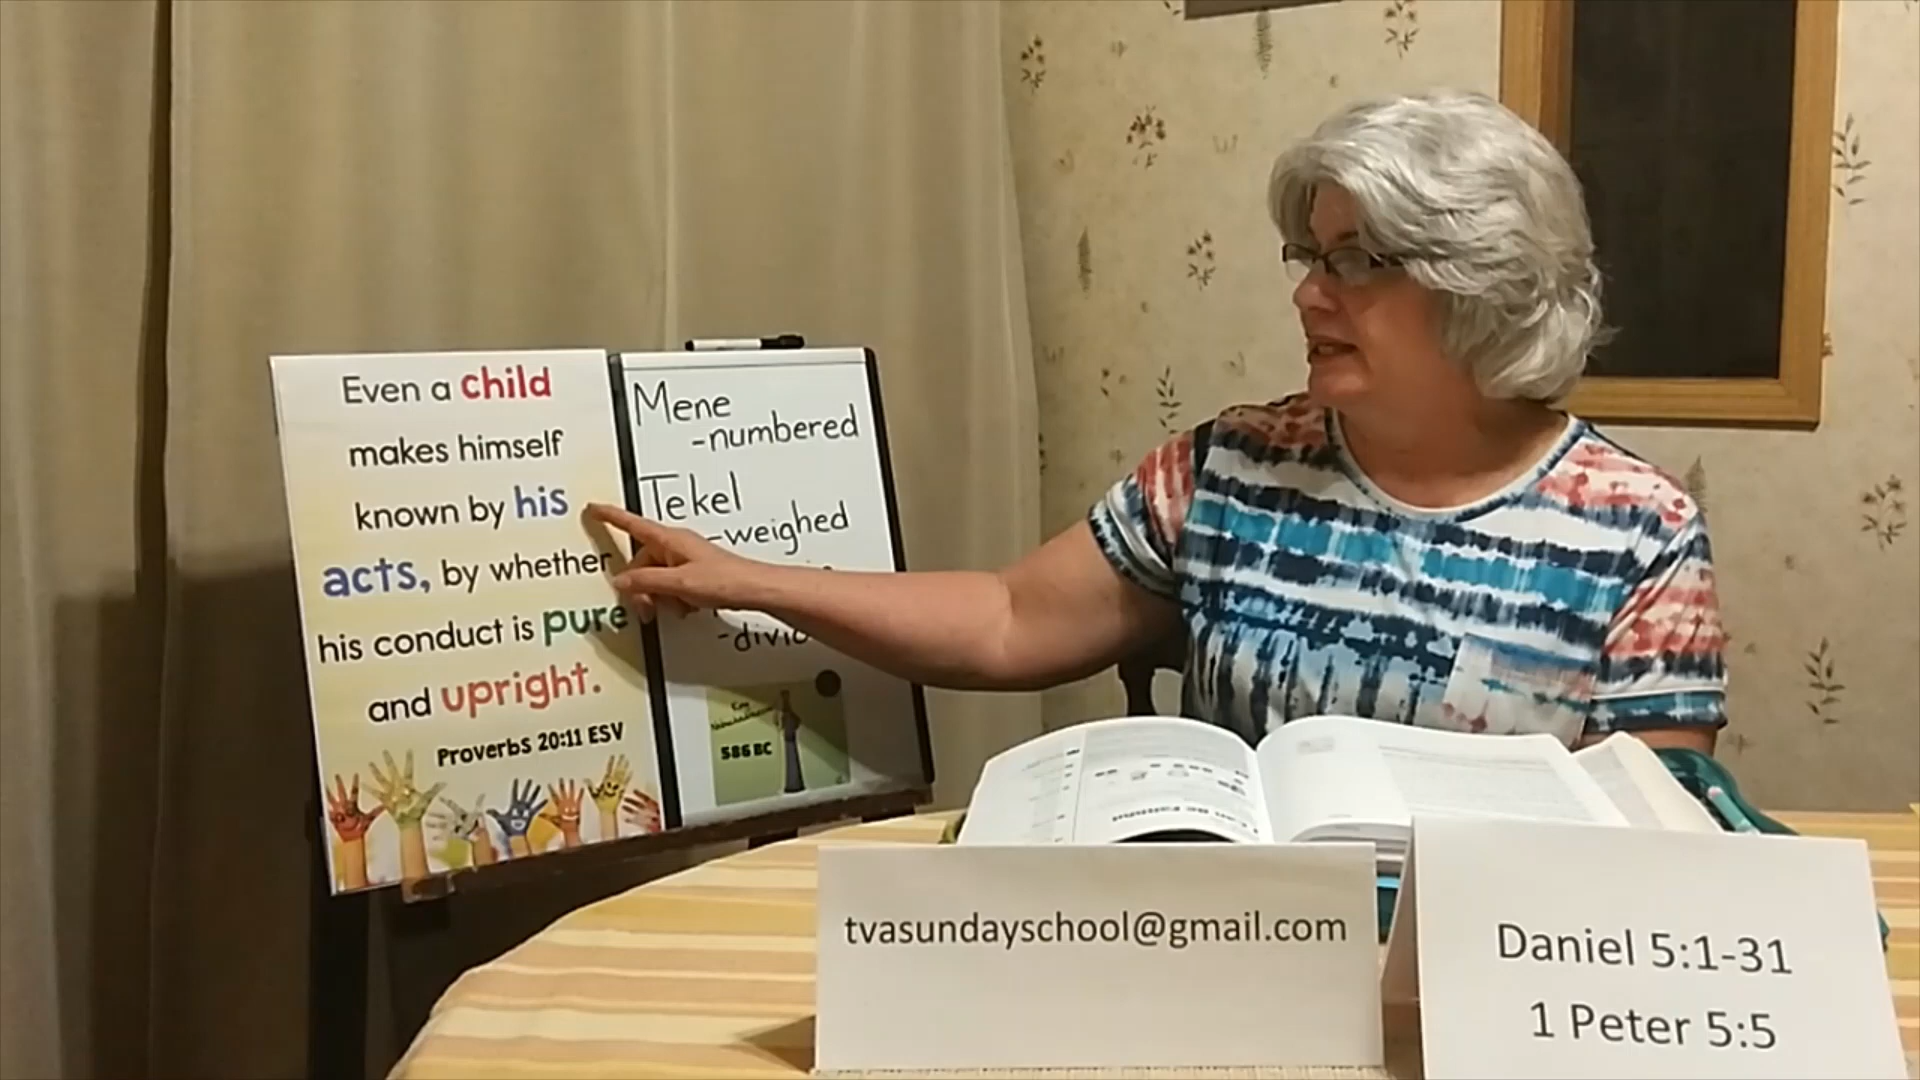 Even a child
makes himself
known by his
acts, by whether
his conduct is pure
and upright.
Proverbs 20:11 ESV
Mene
-numbered
Tekel
-weighed
King
586 BC
tvasundayschool@gmail.com
Daniel 5:1-31
1 Peter 5:5